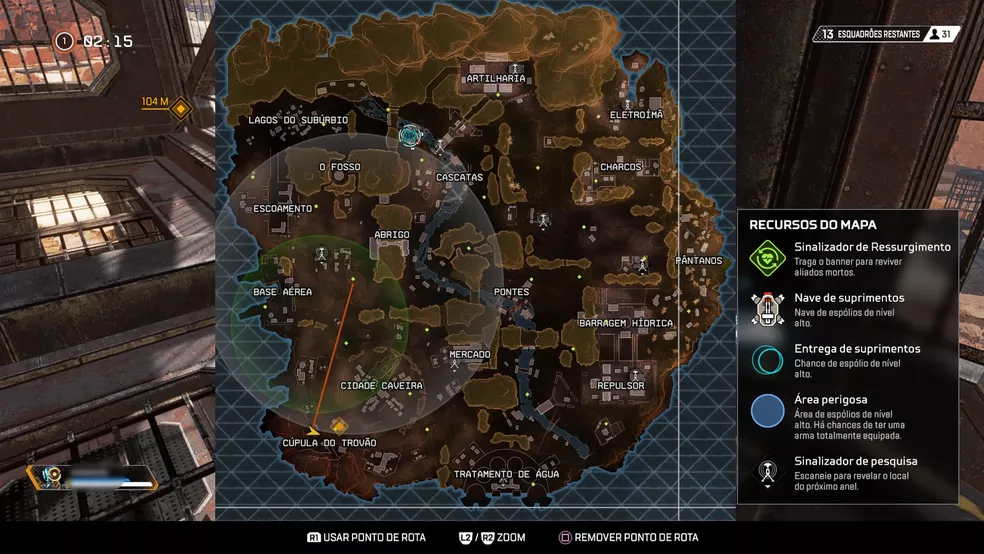 1 02:15
13 ESQUADRÕES RESTANTES 31
104 M
ARTILHARIA
LAGOS DO SUBÚRBIO
ELETROÍMÃ
O FOSSO
CASCATAS
CHARCOS
ESCOAMENTO
ABRIGO
PÂNTANOS
BASE AÉREA
PONTES
BARRAGEM HÍDRICA
MERCADO
CIDADE CAVEIRA
REPULSOR
CÚPULA DO TROVÃO
TRATAMENTO DE ÁGUA
RECURSOS DO MAPA
Sinalizador de Ressurgimento
Traga o banner para reviver
aliados mortos.
Nave de suprimentos
Nave de espólios de nível
alto.
Entrega de suprimentos
Chance de espólio de nível
alto.
Área perigosa
Área de espólios de nível
alto. Há chances de ter uma
arma totalmente equipada.
Sinalizador de pesquisa
Escaneie para revelar o local
do próximo anel.
R1 USAR PONTO DE ROTA
L2 / R2 ZOOM
REMOVER PONTO DE ROTA